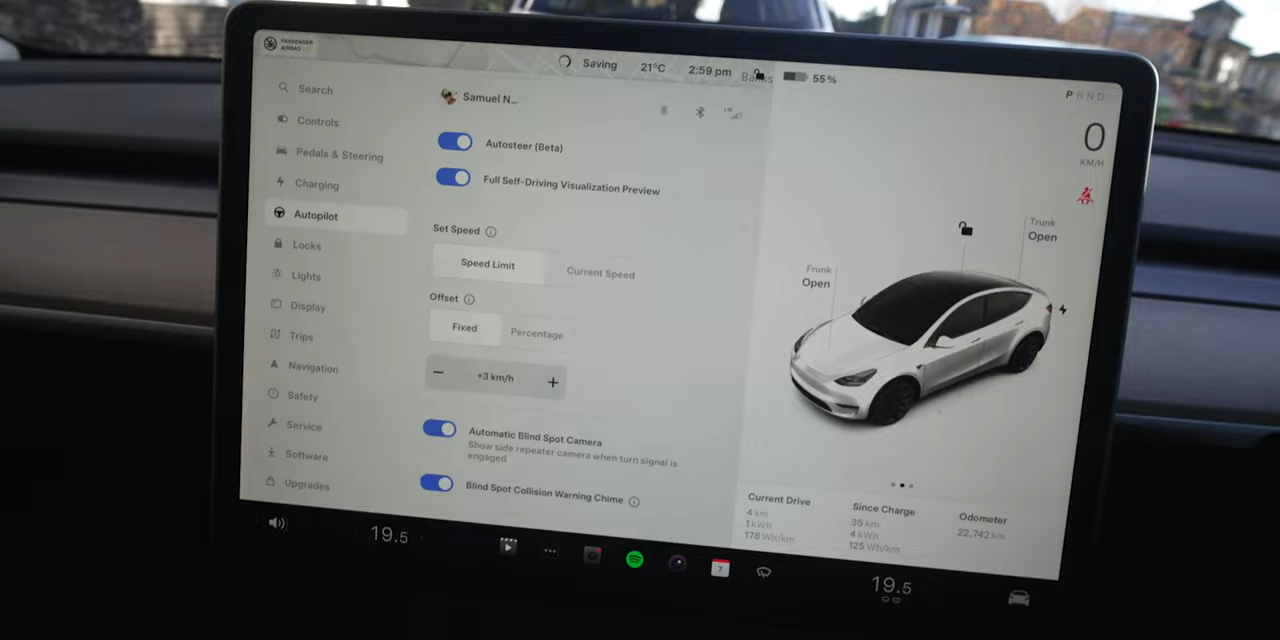 PASSENGER
AIRBAG
Saving
21°C
2:59 pm
55%
P R N D
Search
Controls
Pedals & Steering
Charging
Autopilot
Locks
Lights
Display
Trips
Navigation
Safety
Service
Software
Upgrades
Samuel N...
LTE
Autosteer (Beta)
Full Self-Driving Visualization Preview
Set Speed
Speed Limit
Current Speed
Offset
Fixed
Percentage
- +3 km/h +
Automatic Blind Spot Camera
Show side repeater camera when turn signal is
engaged
Blind Spot Collision Warning Chime
0
KM/H
Trunk
Open
Frunk
Open
Current Drive
4 km
1 kWh
178 Wh/km
Since Charge
35 km
4 kWh
125 Wh/km
Odometer
22,742 km
19.5
7
19.5